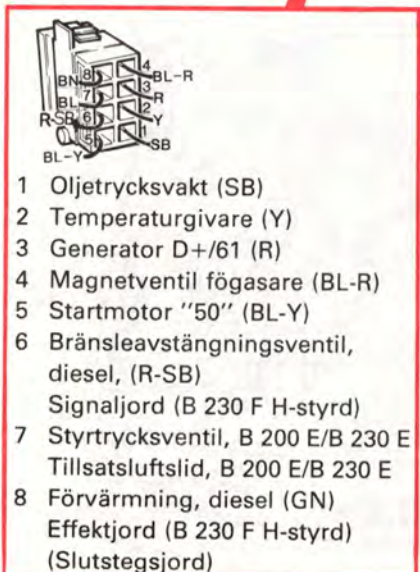 4
8
BN
BL-R
3
7
BL
R
2
R-SB
6
Y
1
5
SB
BL-Y
1 Oljetrycksvakt (SB)
2 Temperaturgivare (Y)
3 Generator D+/61 (R)
4 Magnetventil fögasare (BL-R)
5 Startmotor ''50'' (BL-Y)
6 Bränsleavstängningsventil,
diesel, (R-SB)
Signaljord (B 230 F H-styrd)
7 Styrtrycksventil, B 200 E/B 230 E
Tillsatsluftslid, B 200 E/B 230 E
8 Förvärmning, diesel (GN)
Effektjord (B 230 F H-styrd)
(Slutstegsjord)